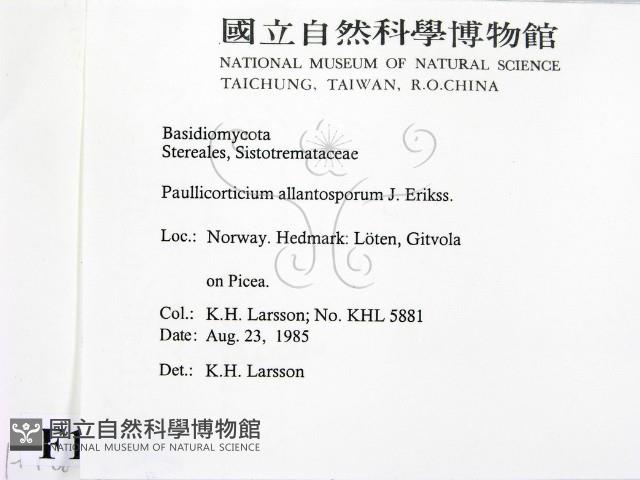 國立自然科學博物館
NATIONAL MUSEUM OF NATURAL SCIENCE
TAICHUNG, TAIWAN, R.O.CHINA
Basidiomycota
Stereales, Sistotremataceae
Paullicorticium allantosporum J. Erikss.
Loc.: Norway. Hedmark: Löten, Gitvola
on Picea.
Col.: K.H. Larsson; No. KHL 5881
Date: Aug. 23, 1985
Det.: K.H. Larsson
國立自然科學博物館
NATIONAL MUSEUM OF NATURAL SCIENCE